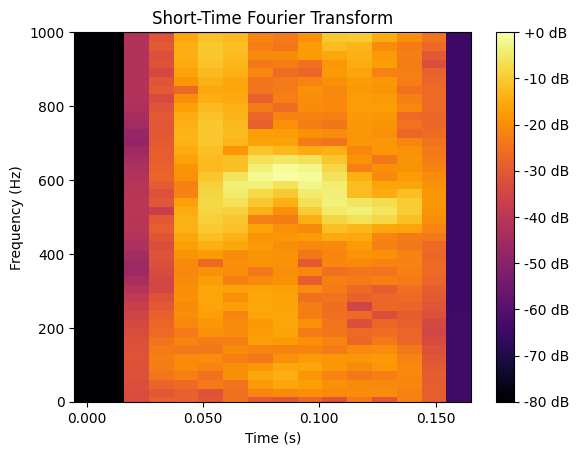 Short-Time Fourier Transform
1000
800
600
400
200
0
Frequency (Hz)
0.000
0.050
0.100
0.150
Time (s)
+0 dB
-10 dB
-20 dB
-30 dB
-40 dB
-50 dB
-60 dB
-70 dB
-80 dB